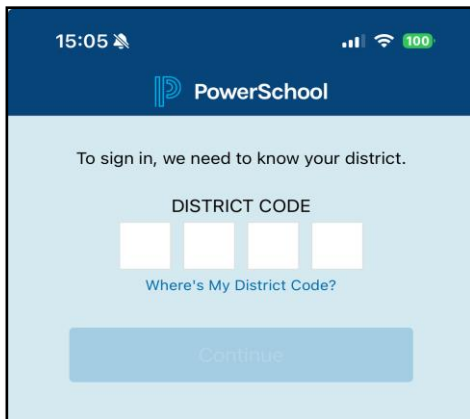 15:05
100
PowerSchool
To sign in, we need to know your district.
DISTRICT CODE
Where's My District Code?
Continue